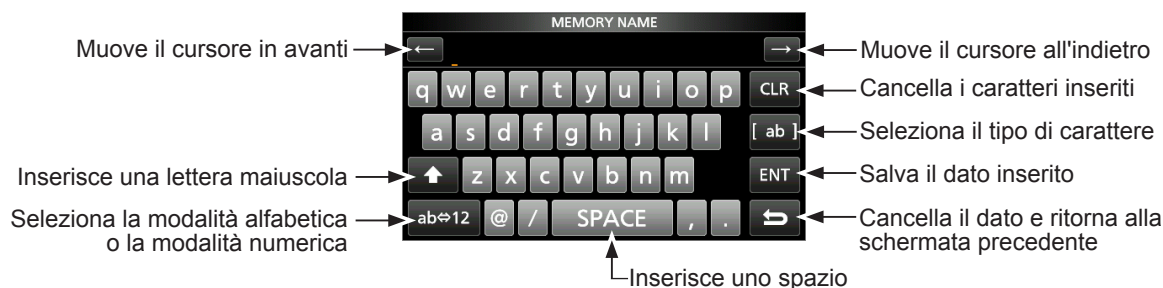 MEMORY NAME
Muove il cursore in avanti ← → Muove il cursore all'indietro
q w e r t y u i o p CLR Cancella i caratteri inseriti
a s d f g h j k l [ ab ] Seleziona il tipo di carattere
Inserisce una lettera maiuscola z x c v b n m ENT Salva il dato inserito
Seleziona la modalità alfabetica
o la modalità numerica
ab⇔12 @ / SPACE , .
Cancella il dato e ritorna alla
schermata precedente
Inserisce uno spazio